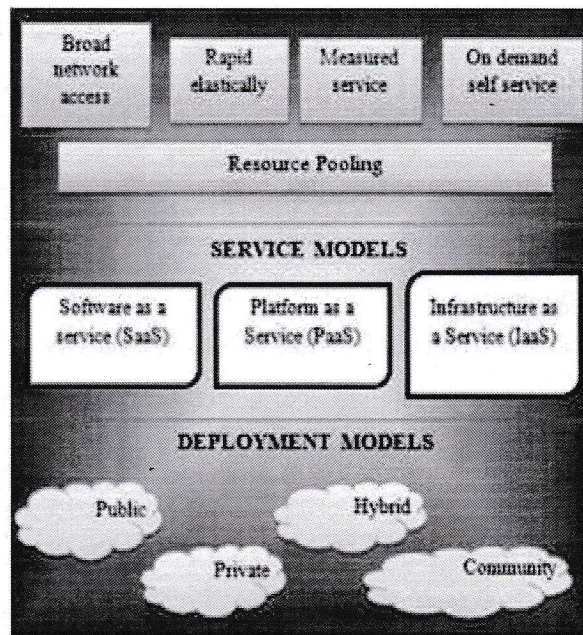 Broad
network
access
Rapid
elastically
Measured
service
On demand
self service
Resource Pooling
SERVICE MODELS
Software as a
service (SaaS)
Platform as a
Service (PaaS)
Infrastructure as
a Service (IaaS)
DEPLOYMENT MODELS
Public
Hybrid
Private
Community